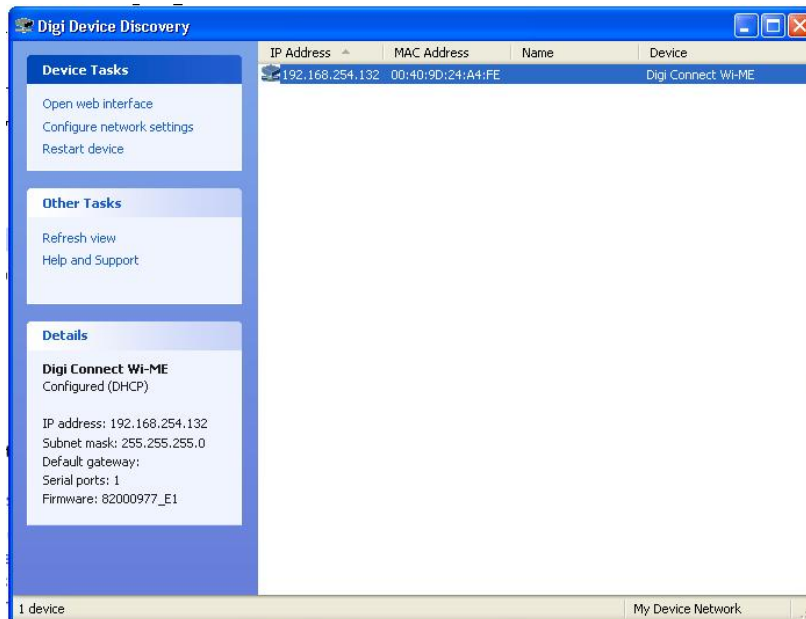 Digi Device Discovery
Device Tasks
Open web interface
Configure network settings
Restart device
Other Tasks
Refresh view
Help and Support
Details
Digi Connect Wi-ME
Configured (DHCP)
IP address: 192.168.254.132
Subnet mask: 255.255.255.0
Default gateway:
Serial ports: 1
Firmware: 82000977_E1
IP Address MAC Address Name Device
192.168.254.132 00:40:9D:24:A4:FE Digi Connect Wi-ME
1 device My Device Network